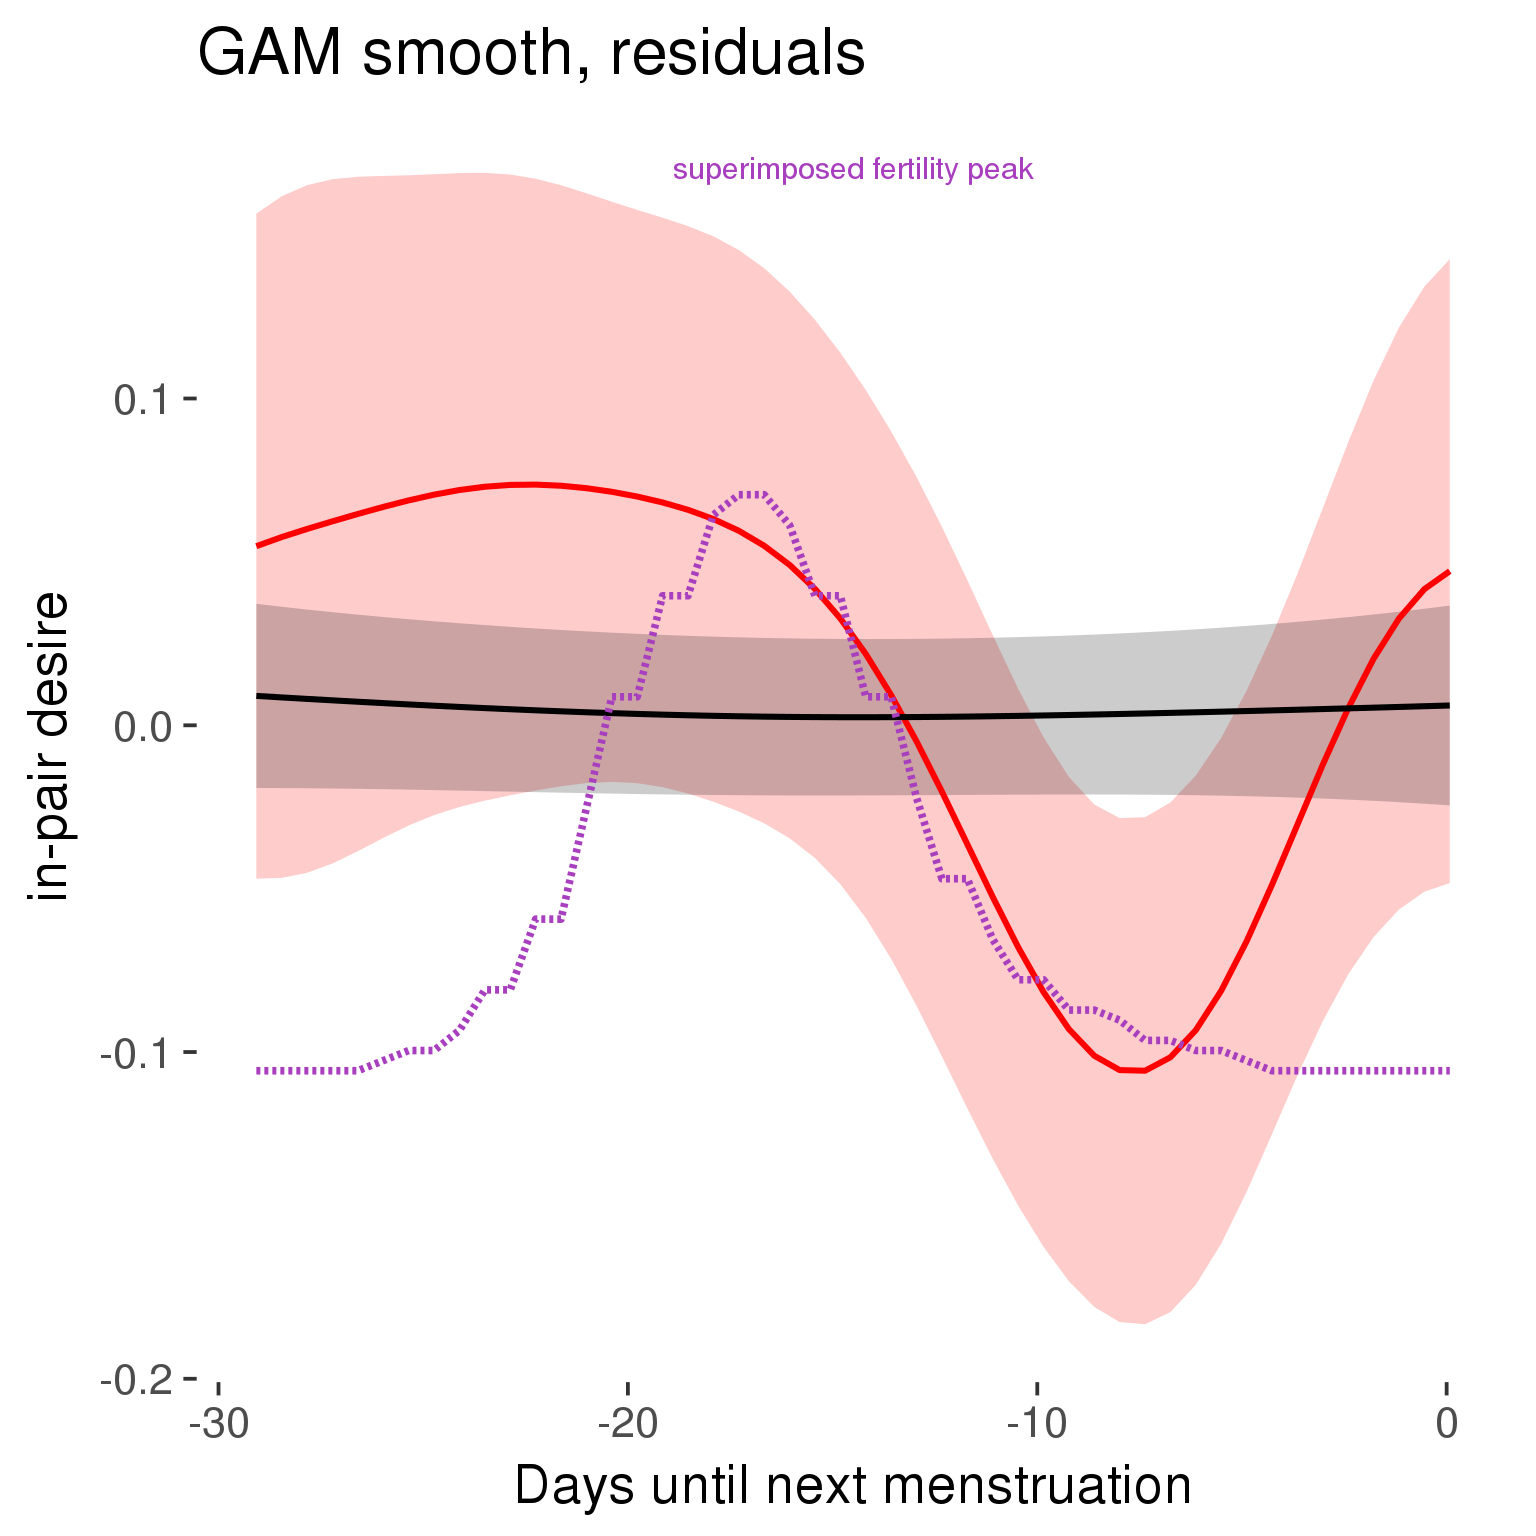 GAM smooth, residuals
superimposed fertility peak
in-pair desire
0.1
0.0
-0.1
-0.2
-30 -20 -10 0
Days until next menstruation